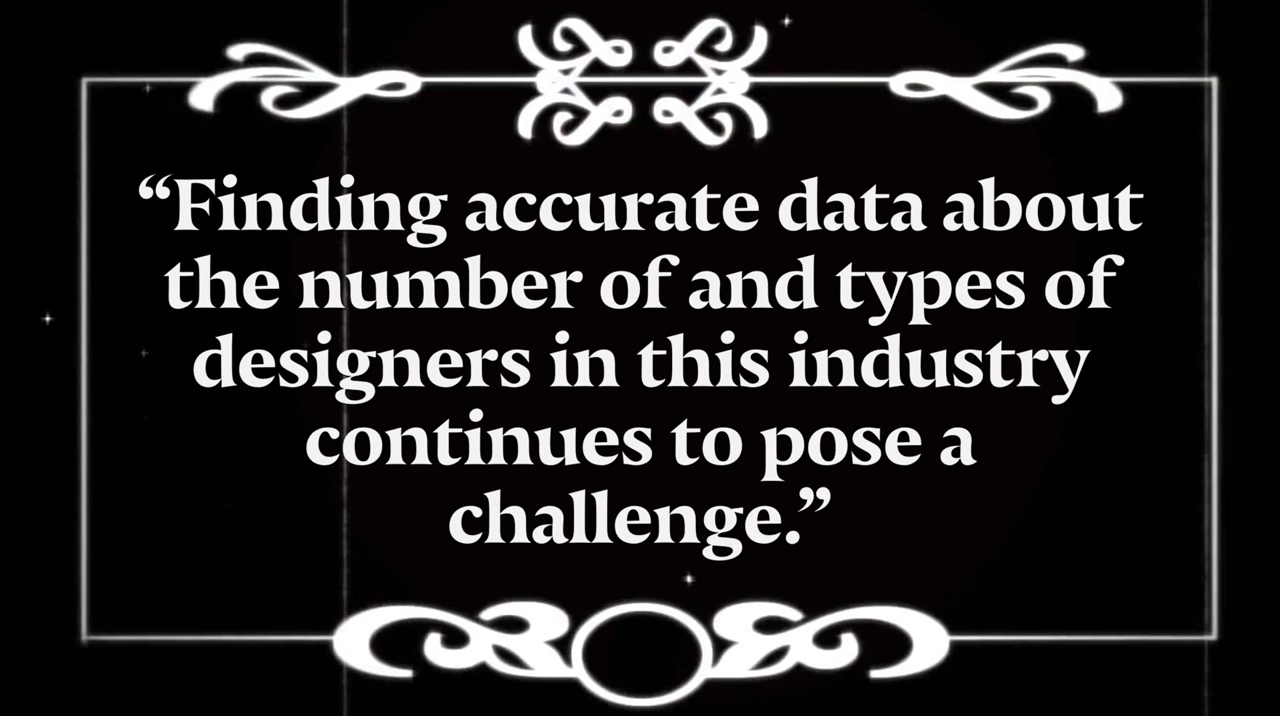 “Finding accurate data about
the number of and types of
designers in this industry
continues to pose a
challenge.”